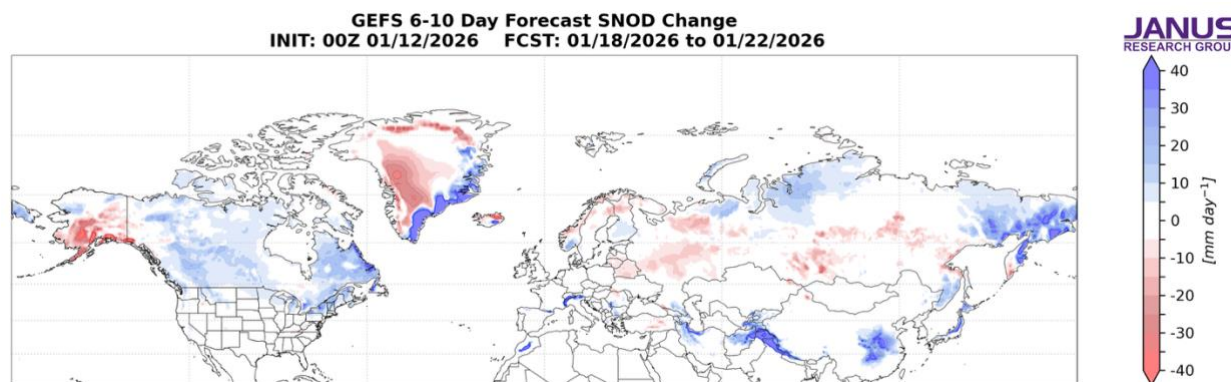 GEFS 6-10 Day Forecast SNOD Change
INIT: 00Z 01/12/2026 FCST: 01/18/2026 to 01/22/2026
JANUS
RESEARCH GROUP
40
30
20
10
0
-10
-20
-30
-40
[mm day⁻¹]